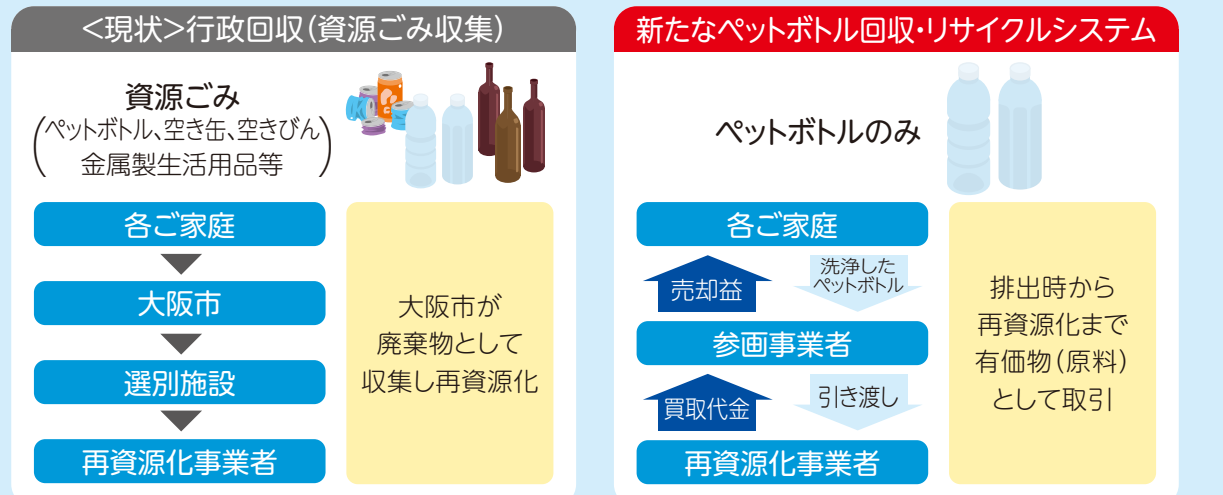 <現状>行政回収(資源ごみ収集)
資源ごみ
(ペットボトル、空き缶、空きびん
金属製生活用品等)
各ご家庭
大阪市
選別施設
再資源化事業者
大阪市が
廃棄物として
収集し再資源化
新たなペットボトル回収・リサイクルシステム
ペットボトルのみ
各ご家庭
売却益
洗浄した
ペットボトル
参画事業者
買取代金
引き渡し
再資源化事業者
排出時から
再資源化まで
有価物(原料)
として取引